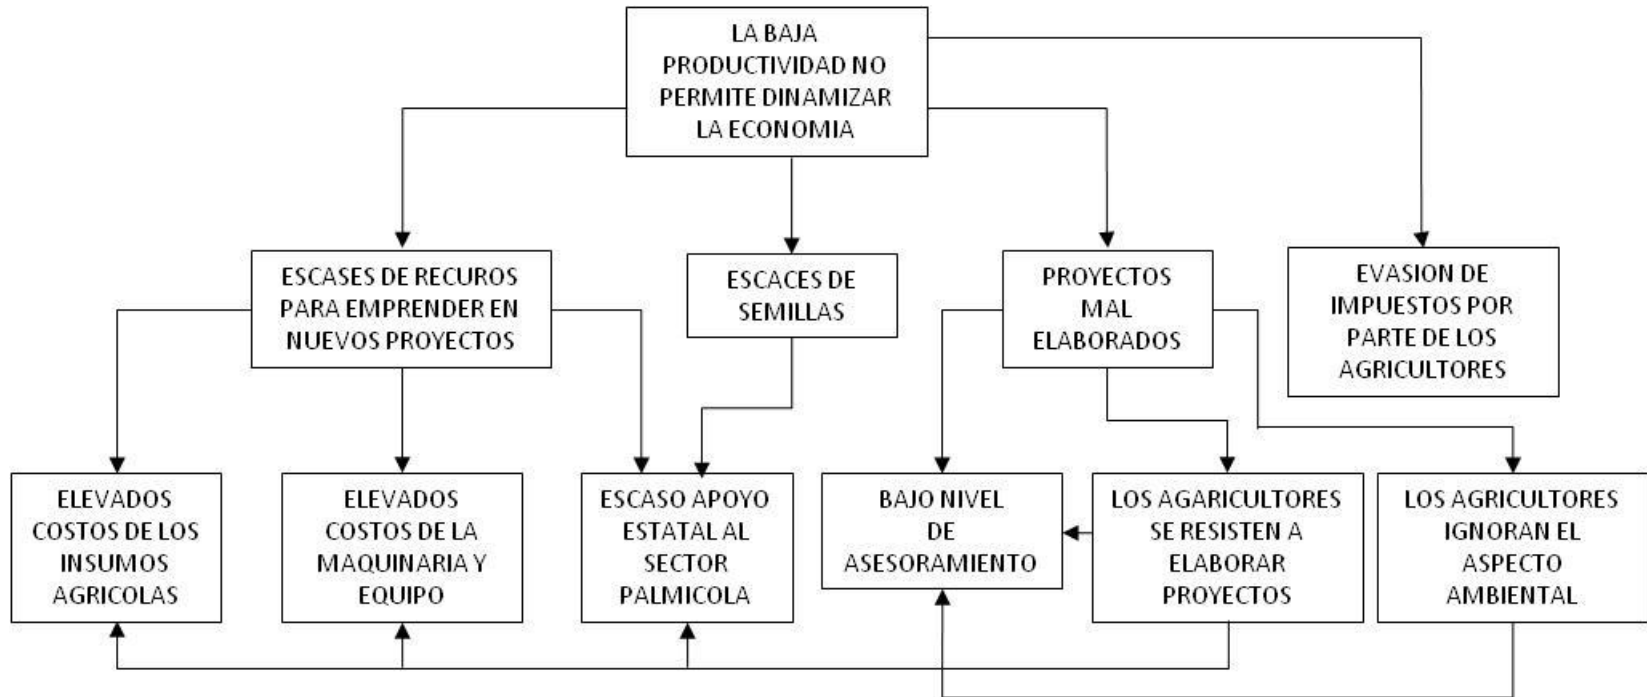 LA BAJA
PRODUCTIVIDAD NO
PERMITE DINAMIZAR
LA ECONOMIA
ESCASES DE RECUROS
PARA EMPRENDER EN
NUEVOS PROYECTOS
ESCACES DE
SEMILLAS
PROYECTOS
MAL
ELABORADOS
EVASION DE
IMPUESTOS POR
PARTE DE LOS
AGRICULTORES
ELEVADOS
COSTOS DE LOS
INSUMOS
AGRICOLAS
ELEVADOS
COSTOS DE LA
MAQUINARIA Y
EQUIPO
ESCASO APOYO
ESTATAL AL
SECTOR
PALMICOLA
BAJO NIVEL
DE
ASESORAMIENTO
LOS AGARICULTORES
SE RESISTEN A
ELABORAR
PROYECTOS
LOS AGRICULTORES
IGNORAN EL
ASPECTO
AMBIENTAL